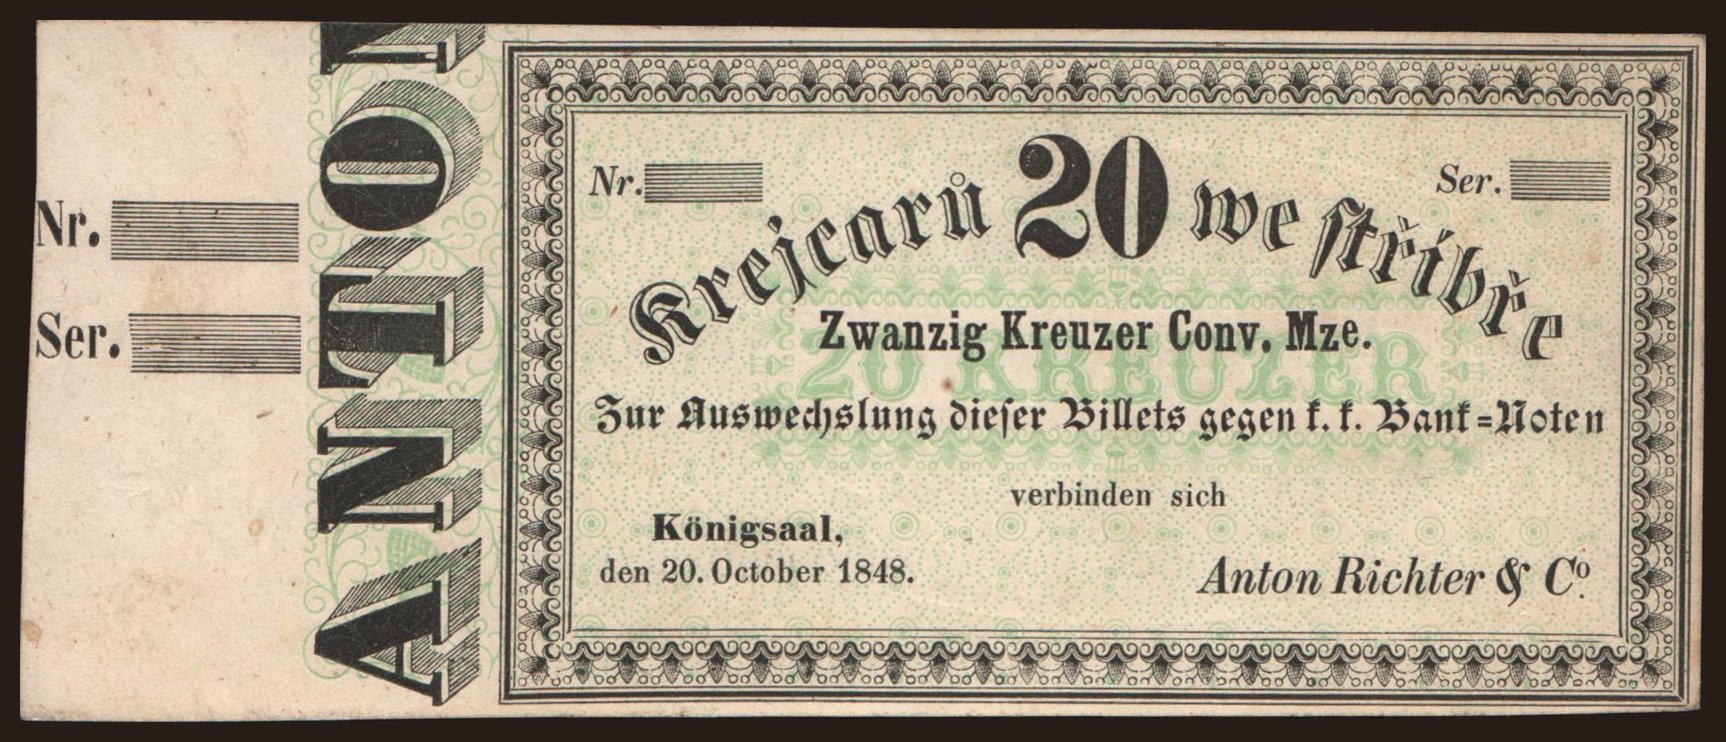 Nr.
Ser.
ANTON
Nr.
Ser.
Krejcarů 20 we stříbře
Zwanzig Kreuzer Conv. Mze.
20 KREUZER
Zur Auswechslung dieser Billets gegen k. k. Bank=Noten
verbinden sich
Königsaal,
den 20. October 1848.
Anton Richter & Co.